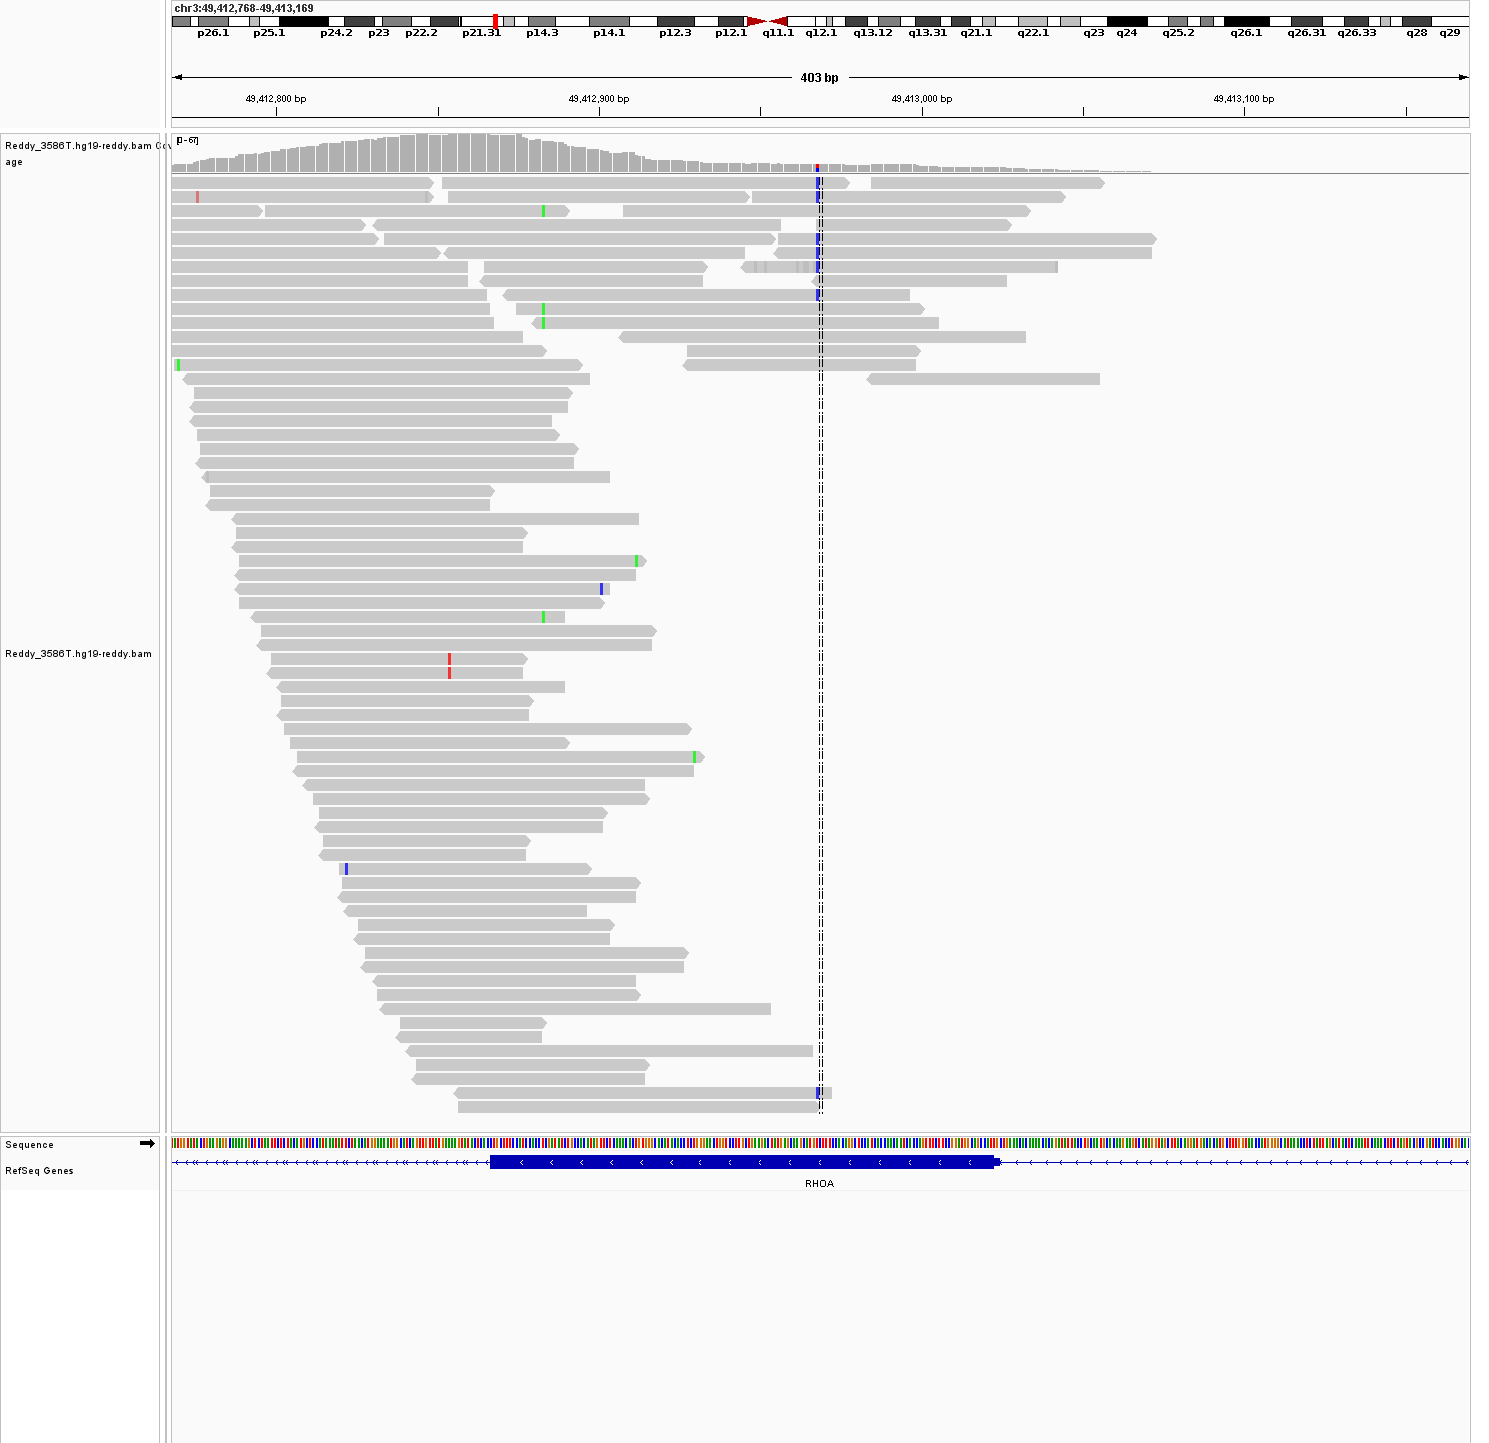 chr3:49,412,768-49,413,169
p26.1 p25.1 p24.2 p23 p22.2 p21.31 p14.3 p14.1 p12.3 p12.1 q11.1 q12.1 q13.12 q13.31 q21.1 q22.1 q23 q24 q25.2 q26.1 q26.31 q26.33 q28 q29
403 bp
49,412,800 bp 49,412,900 bp 49,413,000 bp 49,413,100 bp
Reddy_3586T.hg19-reddy.bam Cov [0 - 67]
age
Reddy_3586T.hg19-reddy.bam
Sequence
RefSeq Genes
RHOA